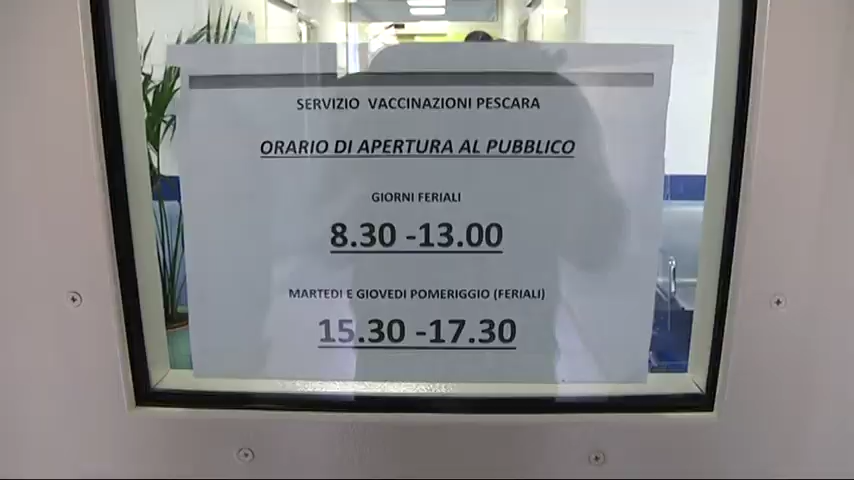 SERVIZIO VACCINAZIONI PESCARA
ORARIO DI APERTURA AL PUBBLICO
GIORNI FERIALI
8.30 -13.00
MARTEDI E GIOVEDI POMERIGGIO (FERIALI)
15.30 -17.30